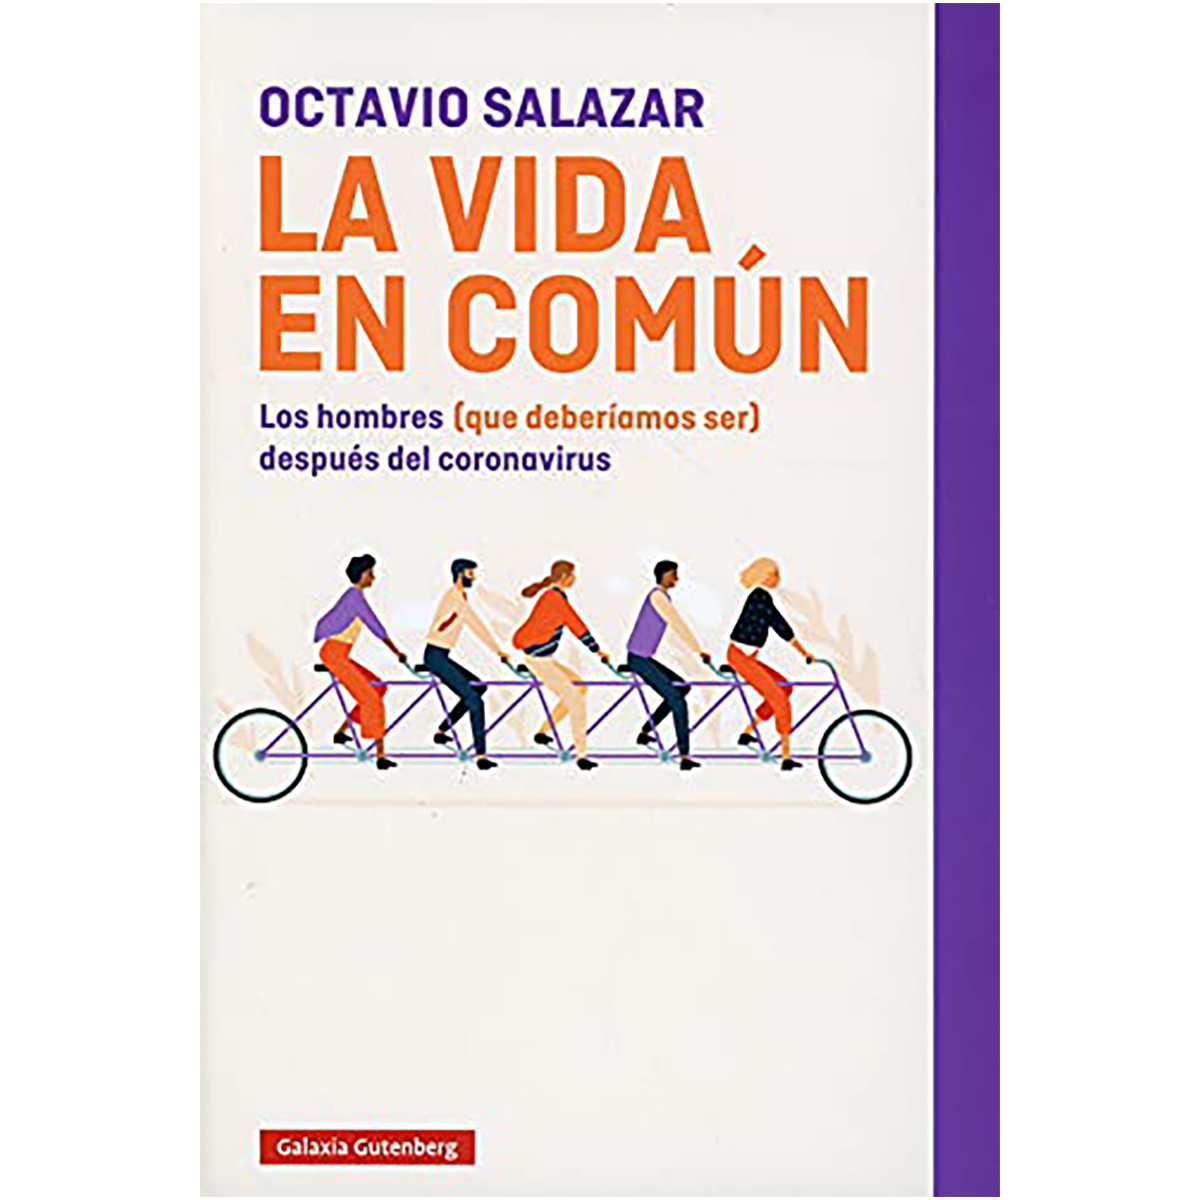 OCTAVIO SALAZAR
LA VIDA
EN COMÚN
Los hombres (que deberíamos ser)
después del coronavirus
Galaxia Gutenberg